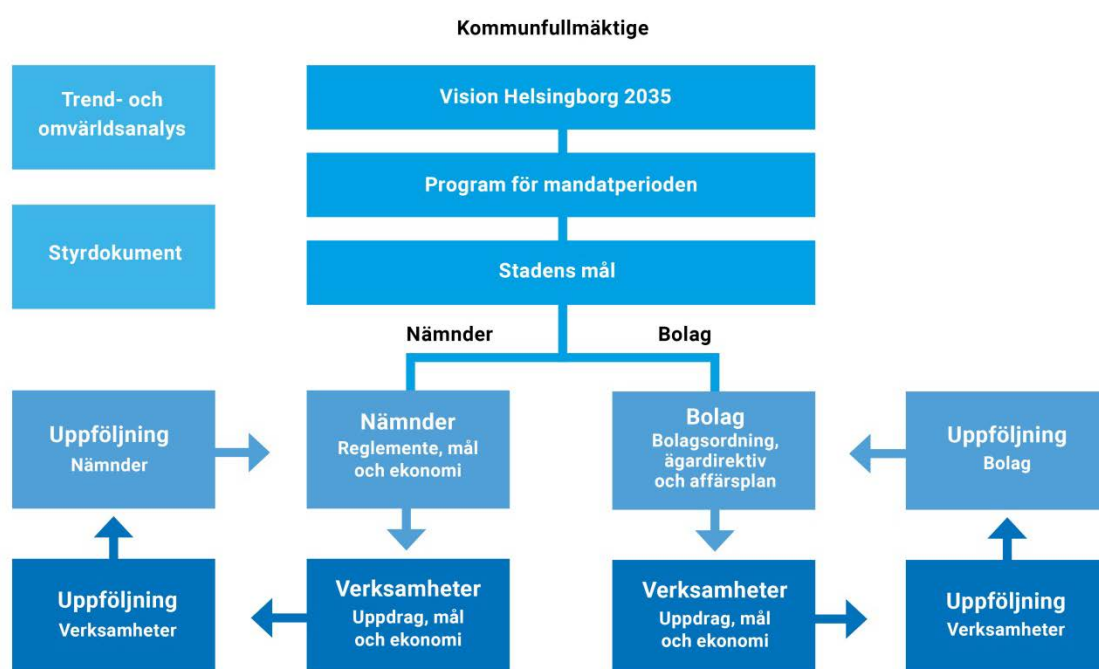 Kommunfullmäktige
Trend- och
omvärldsanalys
Vision Helsingborg 2035
Program för mandatperioden
Styrdokument
Stadens mål
Nämnder
Bolag
Uppföljning
Nämnder
Nämnder
Reglemente, mål
och ekonomi
Bolag
Bolagsordning,
ägardirektiv
och affärsplan
Uppföljning
Bolag
Uppföljning
Verksamheter
Verksamheter
Uppdrag, mål
och ekonomi
Verksamheter
Uppdrag, mål
och ekonomi
Uppföljning
Verksamheter